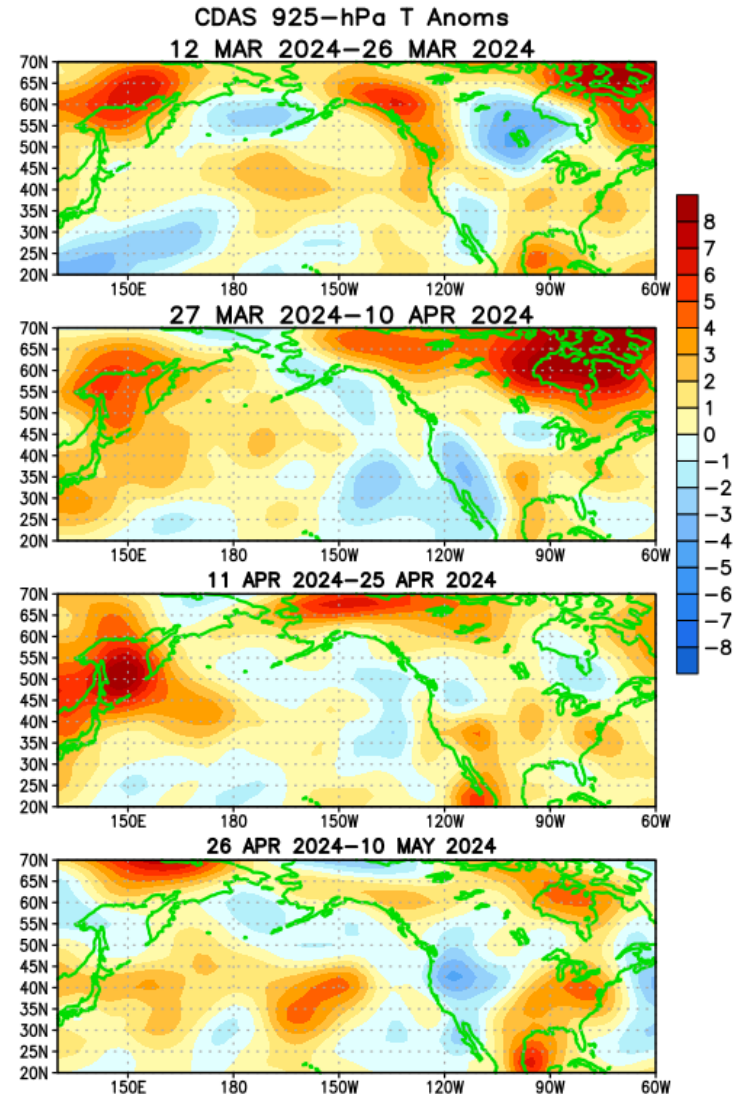 CDAS 925-hPa T Anoms
12 MAR 2024-26 MAR 2024
70N
65N
60N
55N
50N
45N
40N
35N
30N
25N
20N
150E 180 150W 120W 90W 60W
27 MAR 2024-10 APR 2024
70N
65N
60N
55N
50N
45N
40N
35N
30N
25N
20N
150E 180 150W 120W 90W 60W
11 APR 2024-25 APR 2024
70N
65N
60N
55N
50N
45N
40N
35N
30N
25N
20N
150E 180 150W 120W 90W 60W
26 APR 2024-10 MAY 2024
70N
65N
60N
55N
50N
45N
40N
35N
30N
25N
20N
150E 180 150W 120W 90W 60W
8
7
6
5
4
3
2
1
0
-1
-2
-3
-4
-5
-6
-7
-8